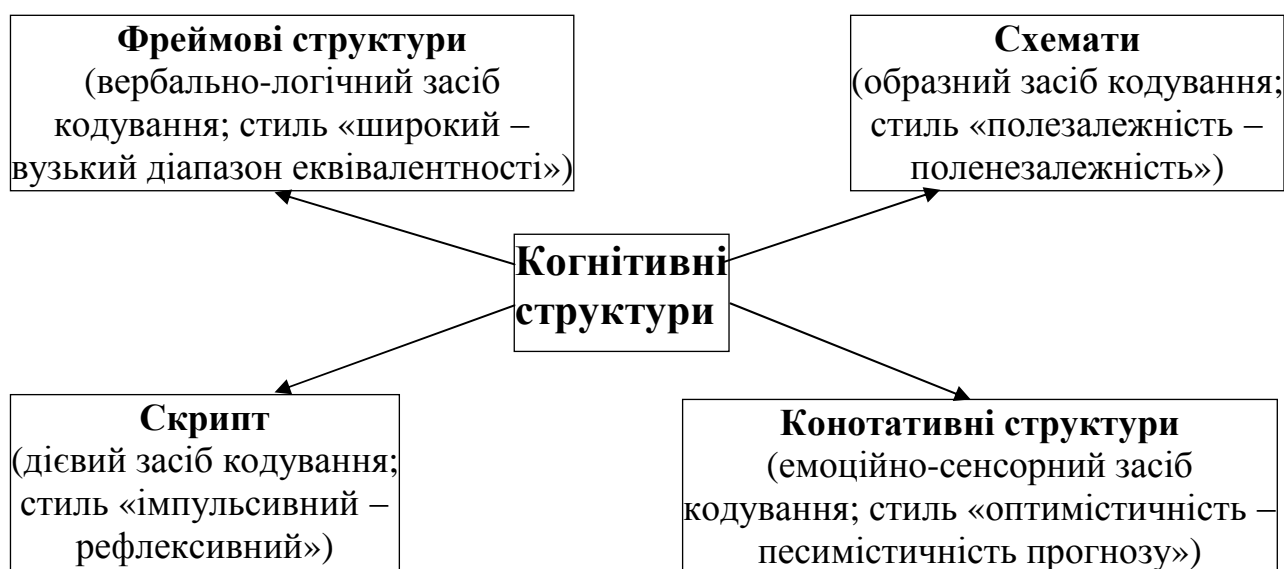 Фреймові структури
(вербально-логічний засіб
кодування; стиль «широкий –
вузький діапазон еквівалентності»)
Схемати
(образний засіб кодування;
стиль «полезалежність –
поленезалежність»)
Когнітивні
структури
Скрипт
(дієвий засіб кодування;
стиль «імпульсивний –
рефлексивний»)
Конотативні структури
(емоційно-сенсорний засіб
кодування; стиль «оптимістичність –
песимістичність прогнозу»)